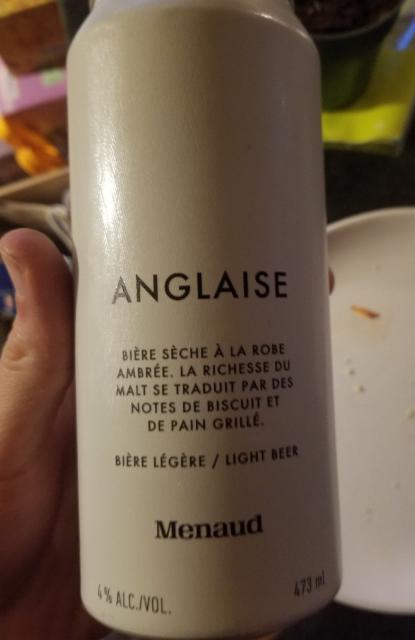 ANGLAISE
BIÈRE SÈCHE À LA ROBE
AMBRÉE. LA RICHESSE DU
MALT SE TRADUIT PAR DES
NOTES DE BISCUIT ET
DE PAIN GRILLÉ.
BIÈRE LÉGÈRE / LIGHT BEER
Menaud
4% ALC./VOL.
473 ml